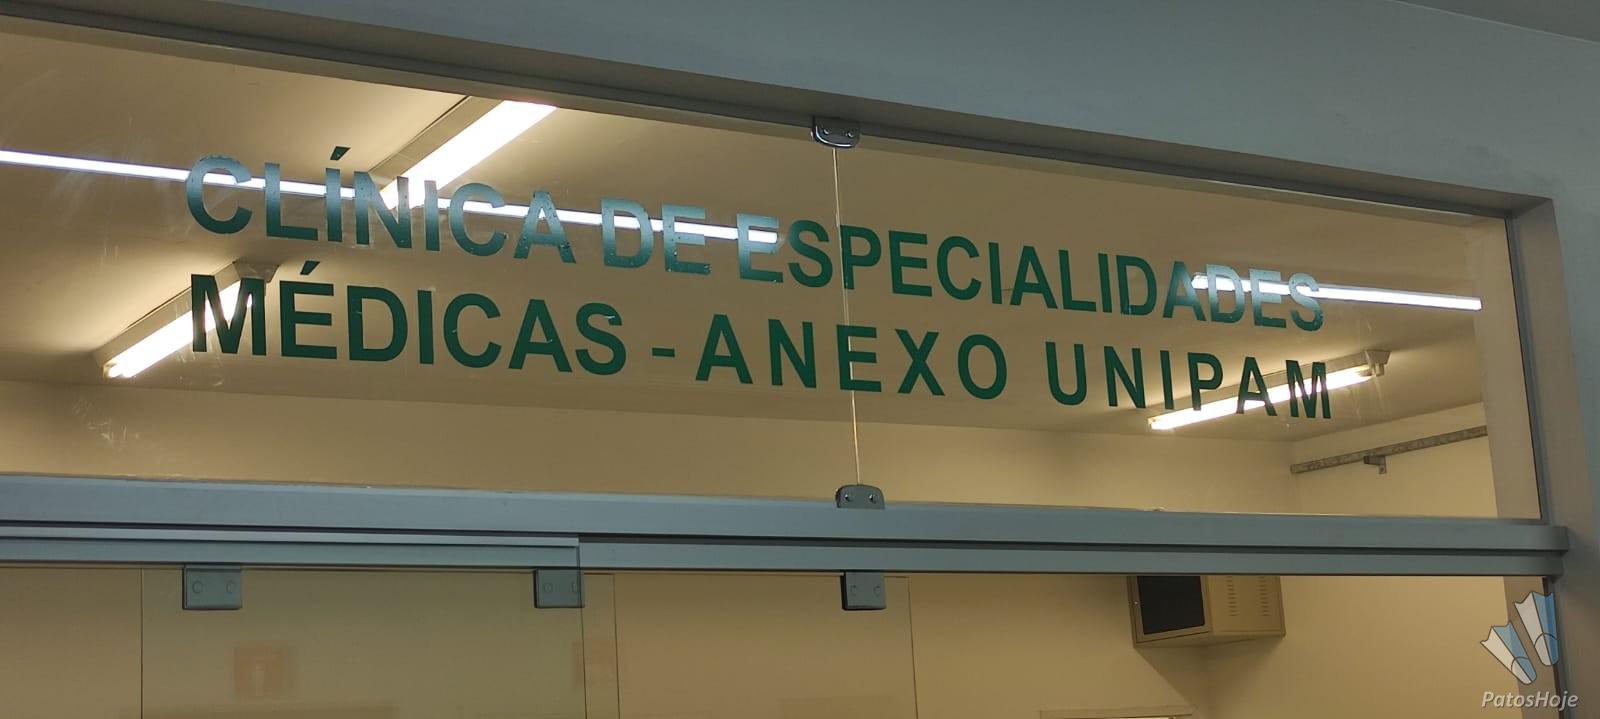 CLÍNICA DE ESPECIALIDADES
MÉDICAS - ANEXO UNIPAM
PatosHoje